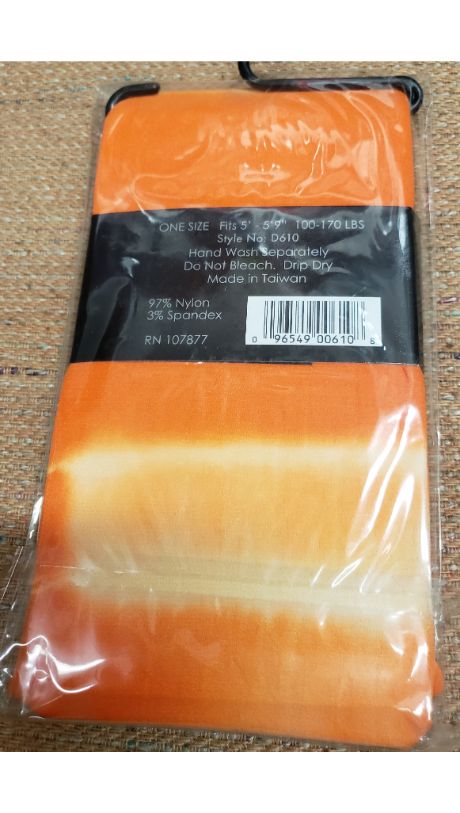 ONE SIZE Fits 5' - 5'9" 100-170 LBS
Style No: D610
Hand Wash Separately
Do Not Bleach. Drip Dry
Made in Taiwan
97% Nylon
3% Spandex
RN 107877
0 96549 00610 8